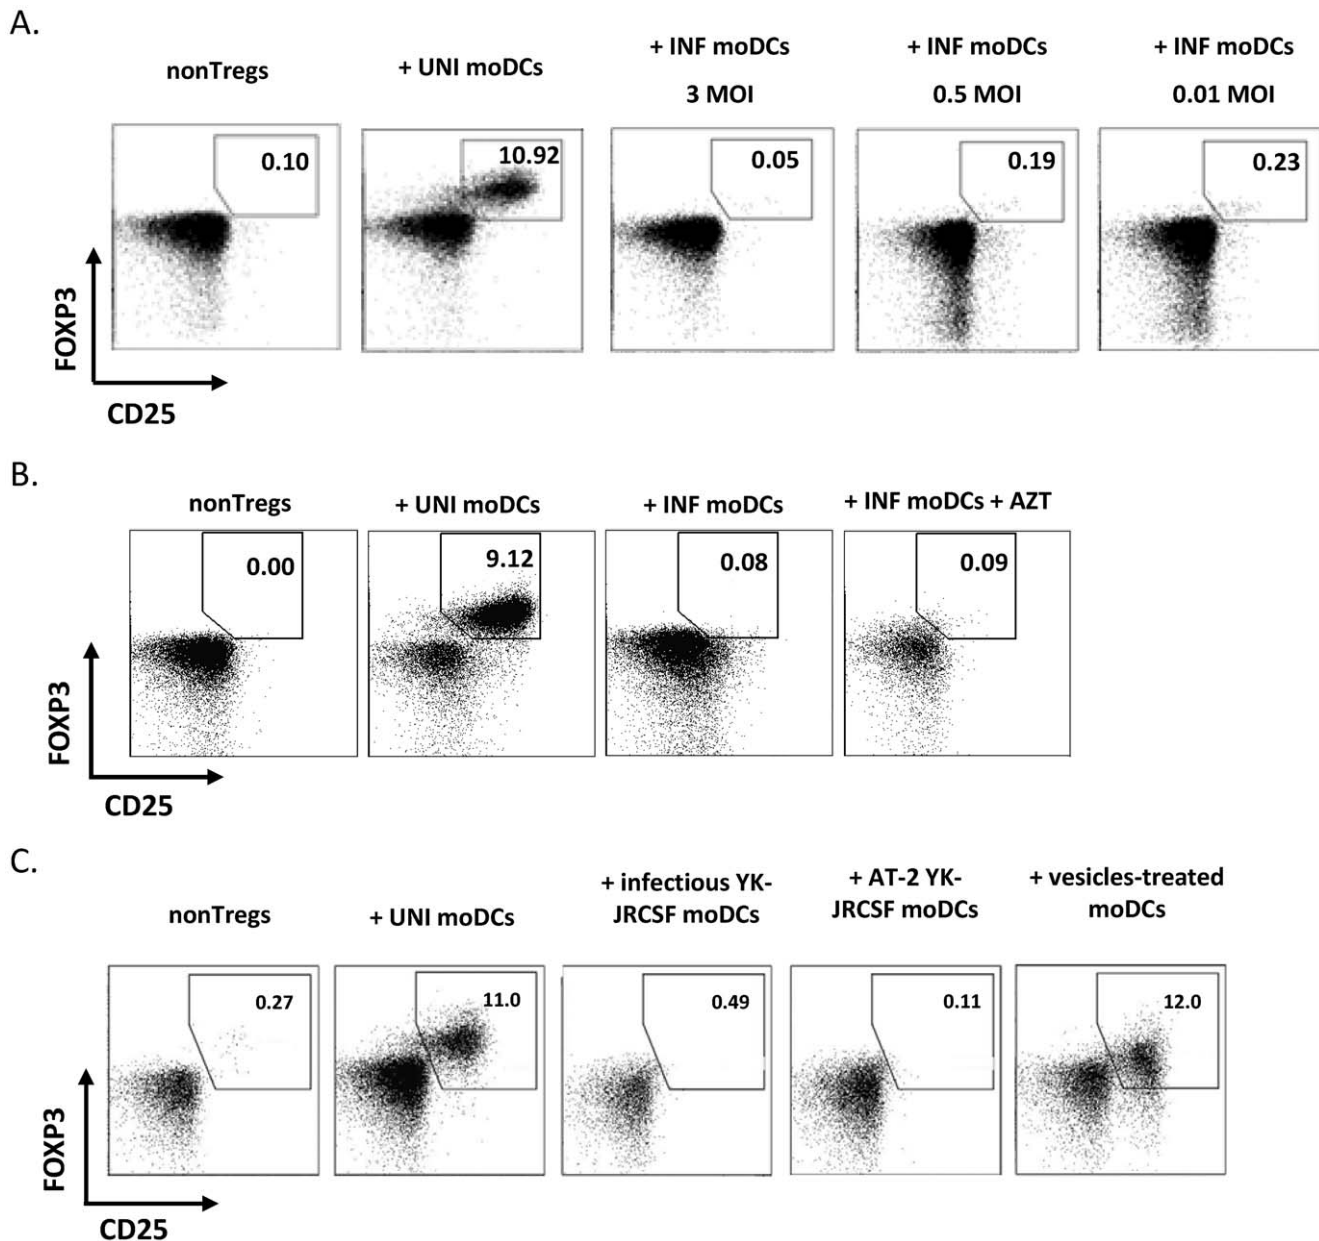 A.
nonTregs
+ UNI moDCs
+ INF moDCs
3 MOI
+ INF moDCs
0.5 MOI
+ INF moDCs
0.01 MOI
0.10
10.92
0.05
0.19
0.23
FOXP3
CD25
B.
nonTregs
+ UNI moDCs
+ INF moDCs
+ INF moDCs + AZT
0.00
9.12
0.08
0.09
FOXP3
CD25
C.
nonTregs
+ UNI moDCs
+ infectious YK-
JRCSF moDCs
+ AT-2 YK-
JRCSF moDCs
+ vesicles-treated
moDCs
0.27
11.0
0.49
0.11
12.0
FOXP3
CD25